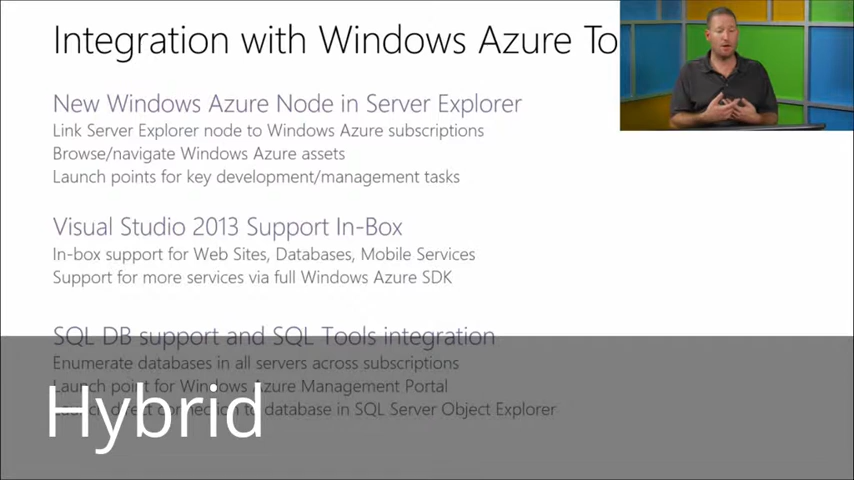 Integration with Windows Azure To
New Windows Azure Node in Server Explorer
Link Server Explorer node to Windows Azure subscriptions
Browse/navigate Windows Azure assets
Launch points for key development/management tasks
Visual Studio 2013 Support In-Box
In-box support for Web Sites, Databases, Mobile Services
Support for more services via full Windows Azure SDK
SQL DB support and SQL Tools integration
Enumerate databases in all servers across subscriptions
Launch point for Windows Azure Management Portal
Launch direct connection to database in SQL Server Object Explorer
Hybrid